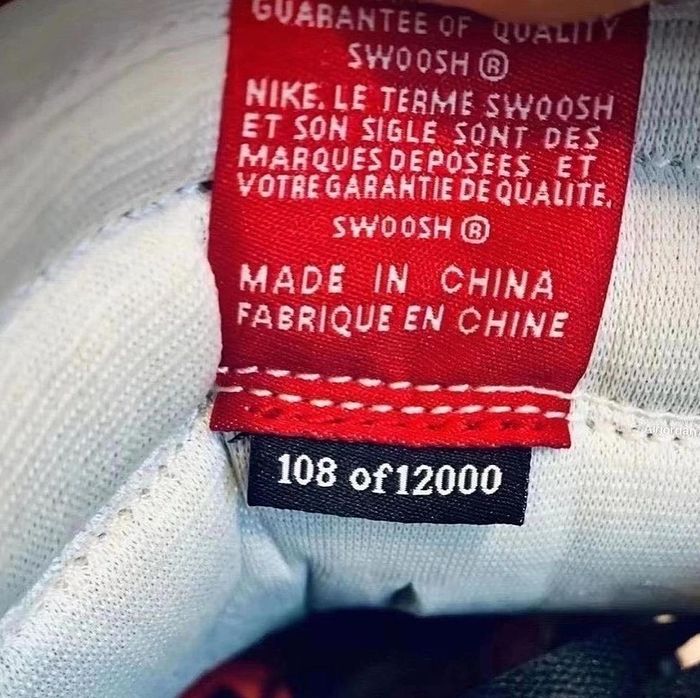 GUARANTEE OF QUALITY
SWOOSH ®
NIKE. LE TERME SWOOSH
ET SON SIGLE SONT DES
MARQUES DEPOSEES ET
VOTRE GARANTIE DE QUALITE.
SWOOSH ®
MADE IN CHINA
FABRIQUE EN CHINE
108 of12000
Airjordan